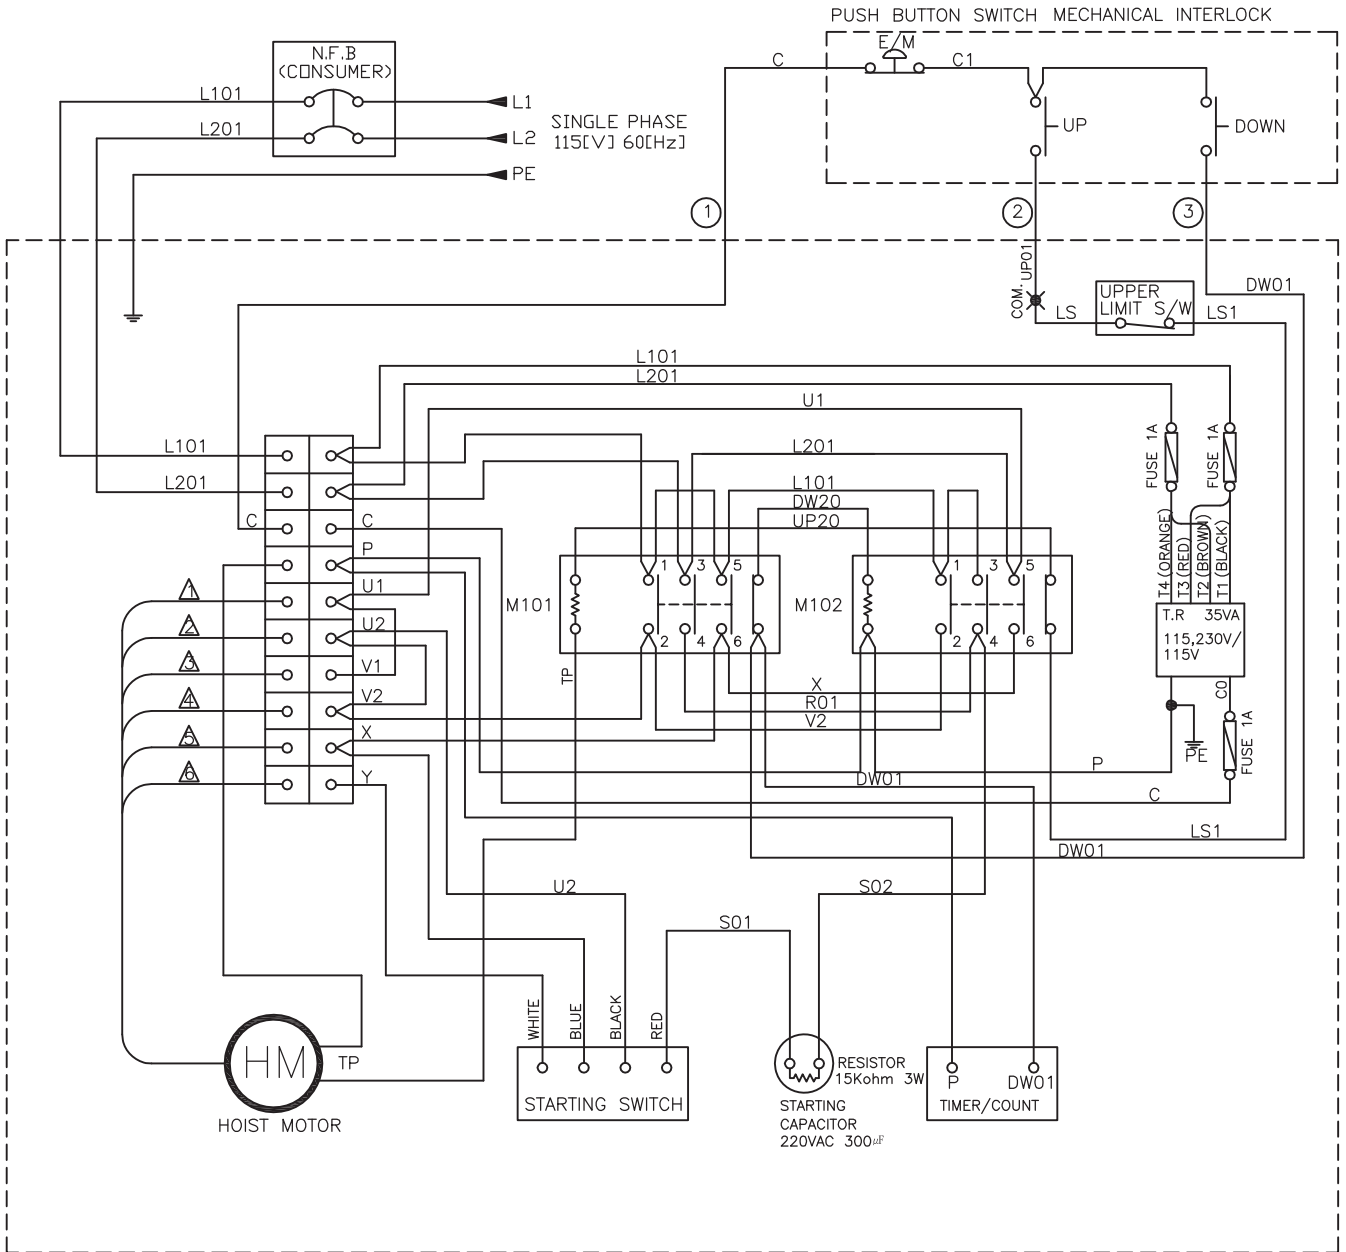 PUSH BUTTON SWITCH MECHANICAL INTERLOCK
E/M
C
C1
UP
DOWN
N.F.B
(CONSUMER)
L101
L1
L201
L2
SINGLE PHASE
115[V] 60[Hz]
PE
1
2
3
COM.
UP01
LS
UPPER
LIMIT S/W
LS1
DW01
L101
L201
U1
L201
L101
DW20
UP20
FUSE 1A
FUSE 1A
L101
L201
C
C
P
U1
U2
V1
V2
X
Y
1
2
3
4
5
6
M101
1
3
5
2
4
6
TP
M102
1
3
5
2
4
6
T4 (ORANGE)
T3 (RED)
T2 (BROWN)
T1 (BLACK)
T.R 35VA
115,230V/
115V
C0
PE
FUSE 1A
X
R01
V2
P
DW01
C
LS1
DW01
U2
S02
S01
WHITE
BLUE
BLACK
RED
STARTING SWITCH
HM
TP
HOIST MOTOR
RESISTOR
15Kohm 3W
STARTING
CAPACITOR
220VAC 300μF
P
DW01
TIMER/COUNT